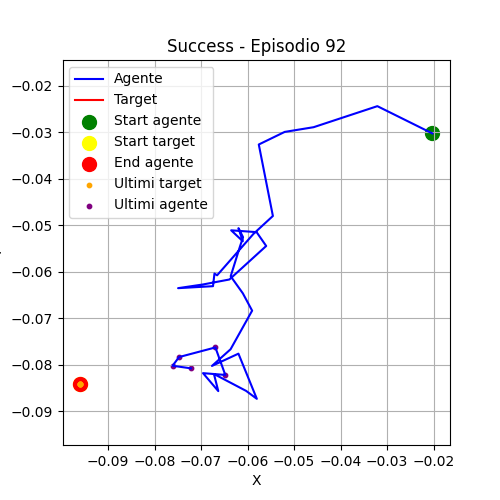 Success - Episodio 92
Agente
Target
Start agente
Start target
End agente
Ultimi target
Ultimi agente
−0.02
−0.03
−0.04
−0.05
−0.06
−0.07
−0.08
−0.09
−0.09 −0.08 −0.07 −0.06 −0.05 −0.04 −0.03 −0.02
X